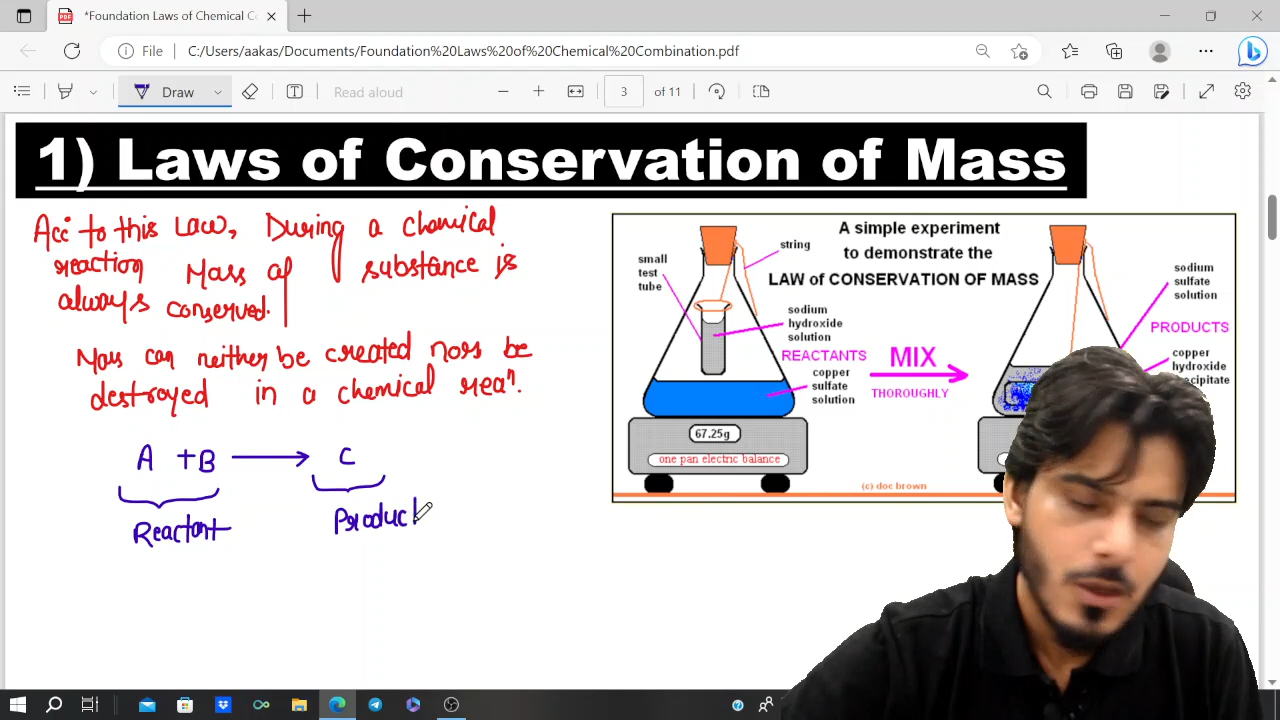 *Foundation Laws of Chemical C
File
C:/Users/aakas/Documents/Foundation%20Laws%20of%20Chemical%20Combination.pdf
Draw
Read aloud
3
of 11
1) Laws of Conservation of Mass
Acc to this Law, During a chemical
reaction Mass of substance is
always conserved.
Mass can neither be created nors be
destroyed in a chemical reaⁿ.
A + B → C
Reactant
Product
A simple experiment
to demonstrate the
LAW of CONSERVATION OF MASS
small
test
tube
string
sodium
hydroxide
solution
REACTANTS
copper
sulfate
solution
MIX
THOROUGHLY
67.25g
one pan electric balance
(c) doc brown
sodium
sulfate
solution
PRODUCTS
copper
hydroxide
cipitate